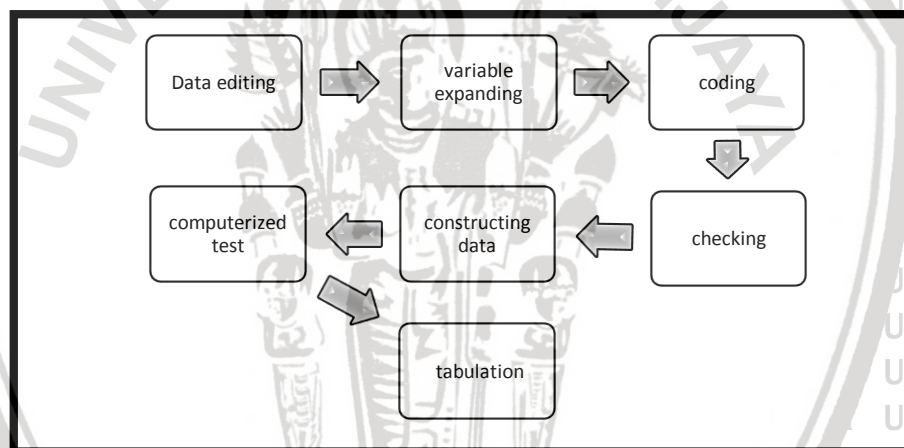 Data editing
variable
expanding
coding
checking
constructing
data
computerized
test
tabulation